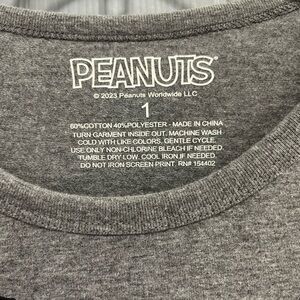 PEANUTS
© 2023 Peanuts Worldwide LLC
1
60%COTTON 40%POLYESTER - MADE IN CHINA
TURN GARMENT INSIDE OUT. MACHINE WASH
COLD WITH LIKE COLORS. GENTLE CYCLE.
USE ONLY NON-CHLORINE BLEACH IF NEEDED.
TUMBLE DRY LOW. COOL IRON.IF NEEDED.
DO NOT IRON SCREEN PRINT. RN# 154402